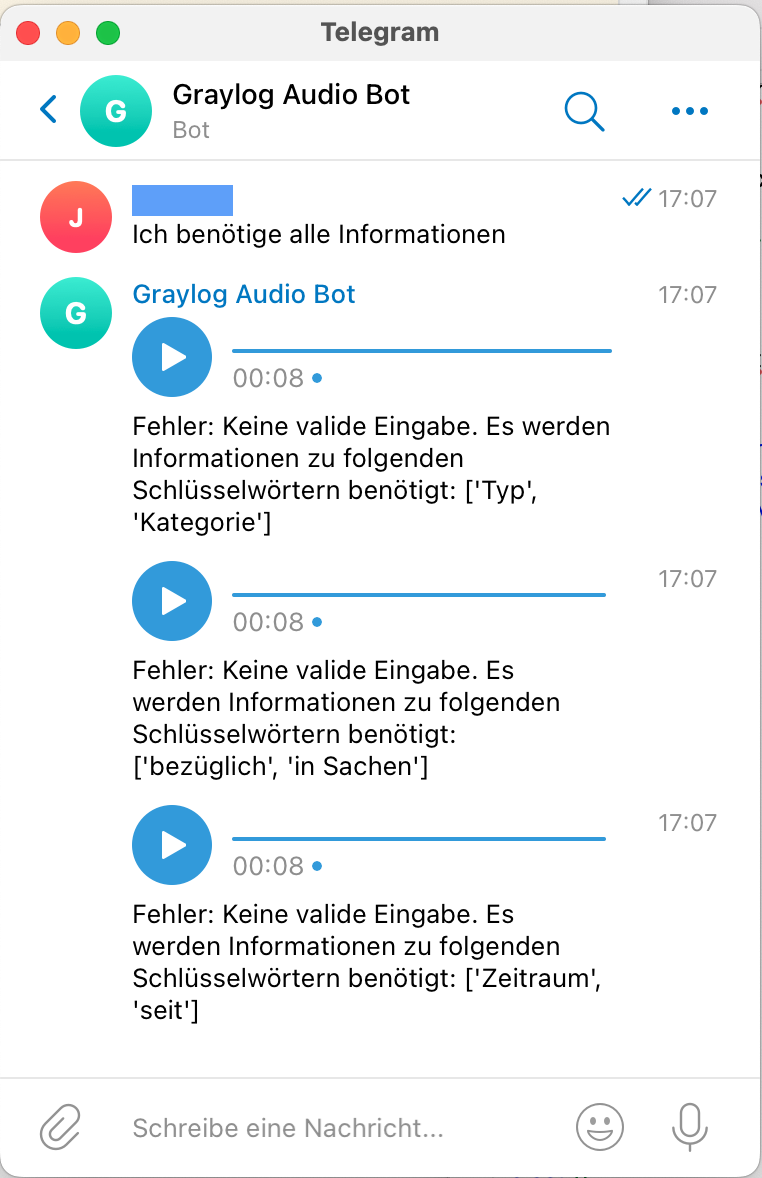 Telegram
G
Graylog Audio Bot
Bot
J
17:07
Ich benötige alle Informationen
G
Graylog Audio Bot
17:07
00:08
Fehler: Keine valide Eingabe. Es werden
Informationen zu folgenden
Schlüsselwörtern benötigt: ['Typ',
'Kategorie']
17:07
00:08
Fehler: Keine valide Eingabe. Es
werden Informationen zu folgenden
Schlüsselwörtern benötigt:
['bezüglich', 'in Sachen']
17:07
00:08
Fehler: Keine valide Eingabe. Es
werden Informationen zu folgenden
Schlüsselwörtern benötigt: ['Zeitraum',
'seit']
Schreibe eine Nachricht...